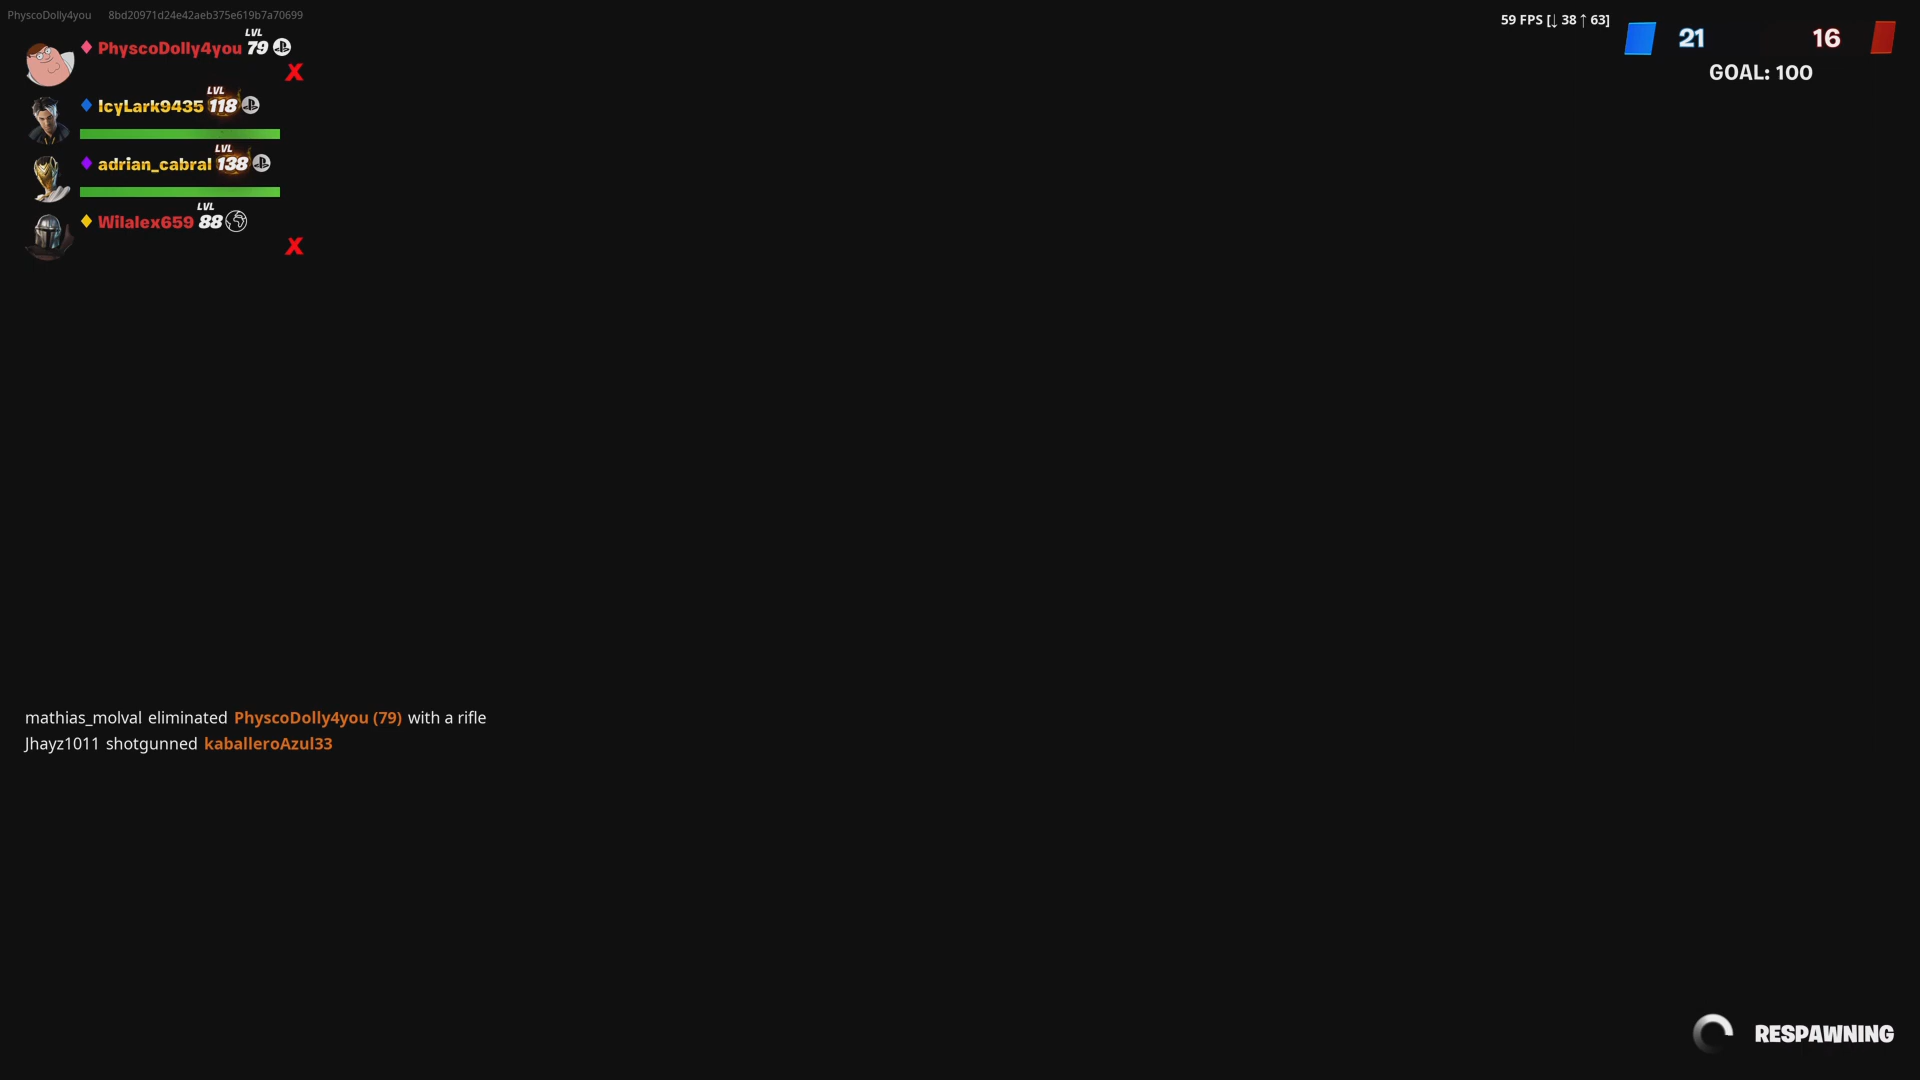 PhyscoDolly4you 8bd20971d24e42aeb375e619b7a70699
59 FPS [↓ 38 ↑ 63]
21 16
GOAL: 100
LVL
PhyscoDolly4you 79
X
LVL
IcyLark9435 118
LVL
adrian_cabral 138
LVL
Wilalex659 88
X
mathias_molval eliminated PhyscoDolly4you (79) with a rifle
Jhayz1011 shotgunned kaballeroAzul33
RESPAWNING